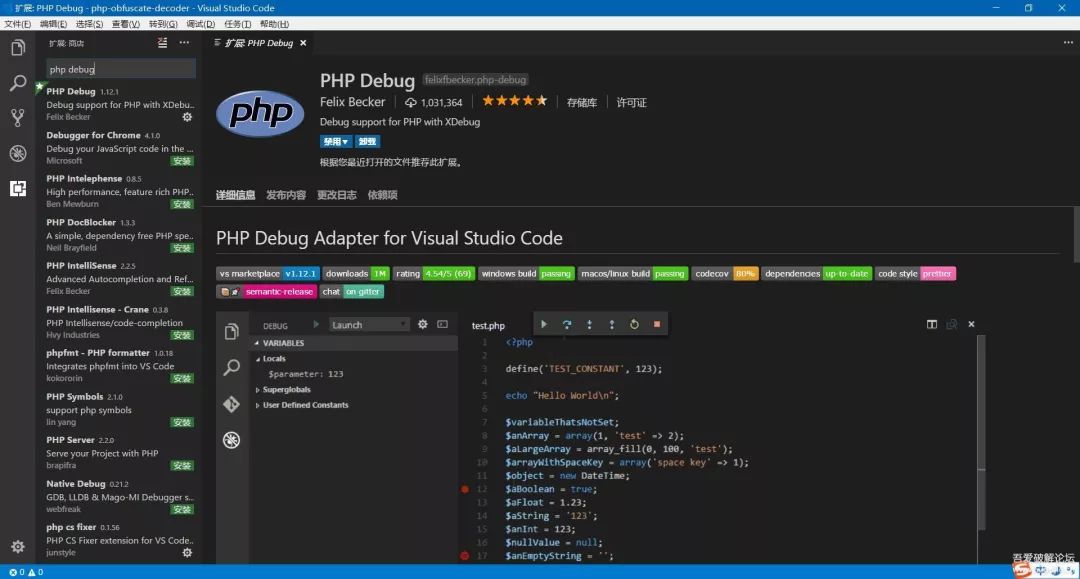 扩展: PHP Debug - php-obfuscate-decoder - Visual Studio Code
文件(F) 编辑(E) 选择(S) 查看(V) 转到(G) 调试(D) 任务(T) 帮助(H)
扩展: 商店
php debug
PHP Debug 1.12.1
Debug support for PHP with XDebu...
Felix Becker
Debugger for Chrome 4.1.0
Debug your JavaScript code in the ...
Microsoft 安装
PHP Intelephense 0.8.5
High performance, feature rich PHP...
Ben Mewburn 安装
PHP DocBlocker 1.3.3
A simple, dependency free PHP spe...
Neil Brayfield 安装
PHP IntelliSense 2.2.5
Advanced Autocompletion and Ref...
Felix Becker 安装
PHP Intellisense - Crane 0.3.8
PHP Intellisense/code-completion
Hvy Industries 安装
phpfmt - PHP formatter 1.0.18
Integrates phpfmt into VS Code
kokororin 安装
PHP Symbols 2.1.0
support php symbols
lin yang 安装
PHP Server 2.2.0
Serve your Project with PHP
brapifra 安装
Native Debug 0.21.2
GDB, LLDB & Mago-MI Debugger s...
webfreak 安装
php cs fixer 0.1.56
PHP CS Fixer extension for VS Code...
junstyle
扩展: PHP Debug
php
PHP Debug felixfbecker.php-debug
Felix Becker 1,031,364 存储库 许可证
Debug support for PHP with XDebug
禁用 卸载
根据您最近打开的文件推荐此扩展。
详细信息 发布内容 更改日志 依赖项
PHP Debug Adapter for Visual Studio Code
vs marketplace v1.12.1 downloads 1M rating 4.54/5 (69) windows build passing macos/linux build passing codecov 80% dependencies up-to-date code style prettier
semantic-release chat on gitter
DEBUG Launch
VARIABLES
Locals
$parameter: 123
Superglobals
User Defined Constants
test.php
1 <?php
2
3 define('TEST_CONSTANT', 123);
4
5 echo "Hello World\n";
6
7 $variableThatsNotSet;
8 $anArray = array(1, 'test' => 2);
9 $aLargeArray = array_fill(0, 100, 'test');
10 $arrayWithSpaceKey = array('space key' => 1);
11 $object = new DateTime;
12 $aBoolean = true;
13 $aFloat = 1.23;
14 $aString = '123';
15 $anInt = 123;
16 $nullValue = null;
17 $anEmptyString = '';
吾爱破解论坛
0 0